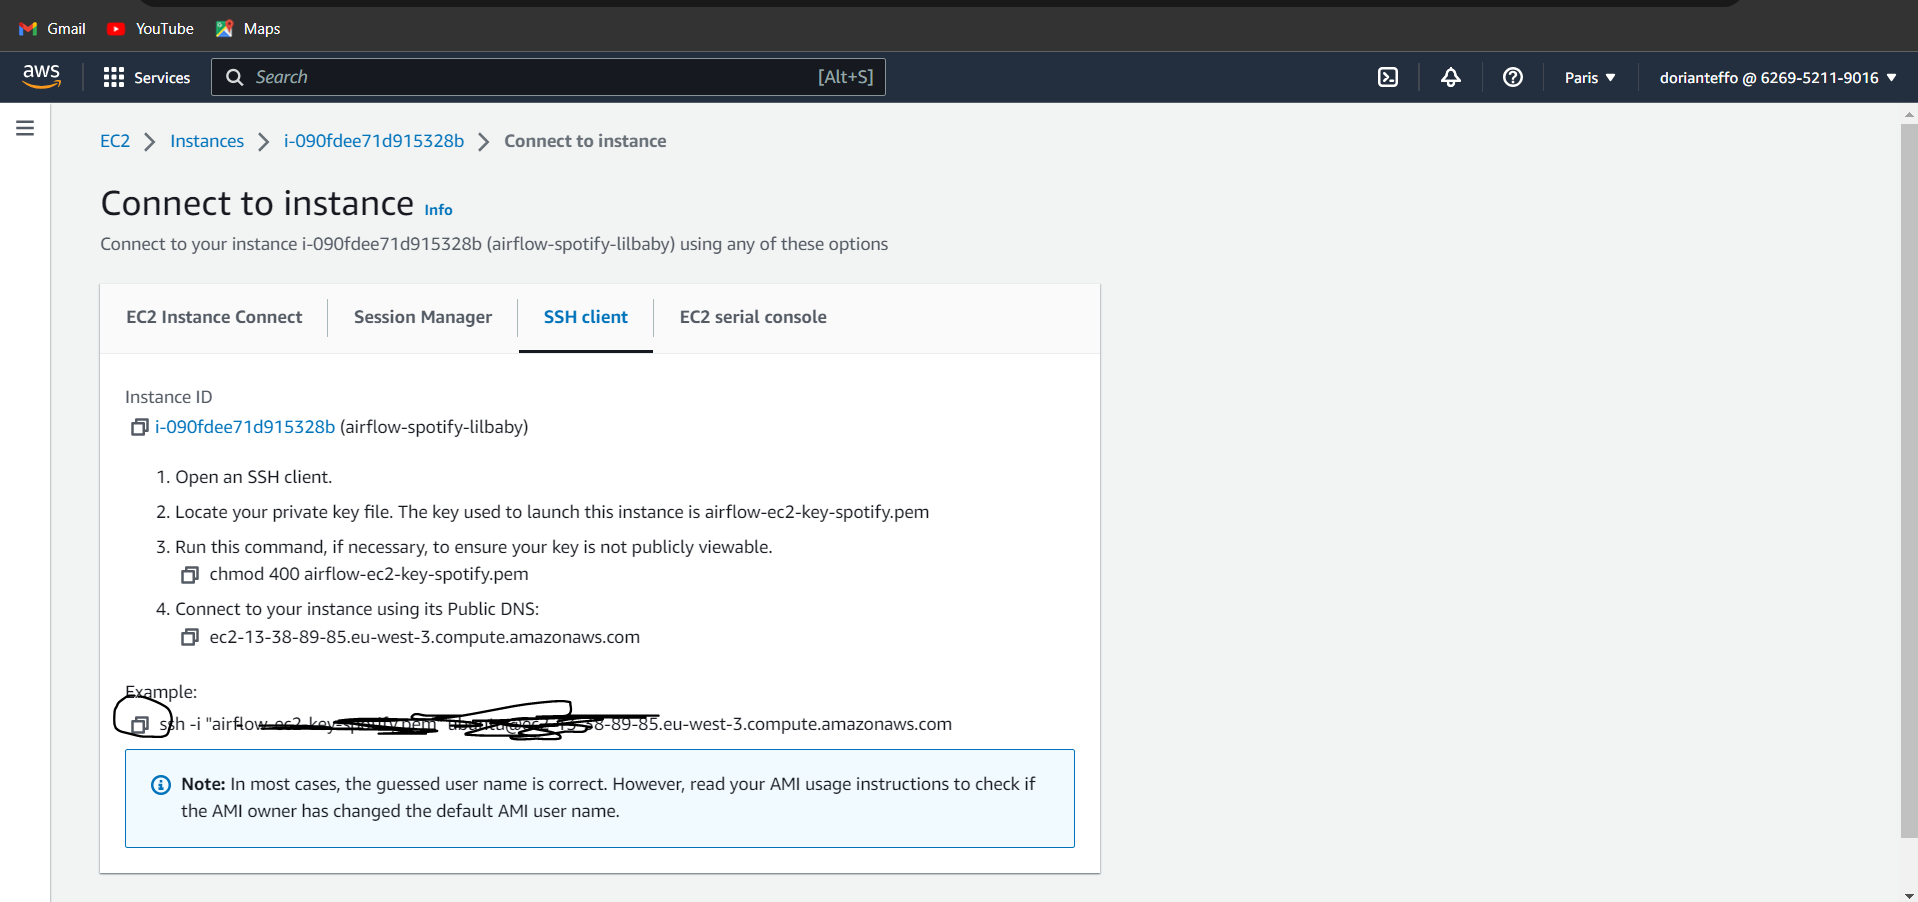 Gmail YouTube Maps
aws Services Search [Alt+S] Paris dorianteffo @ 6269-5211-9016
EC2 Instances i-090fdee71d915328b Connect to instance
Connect to instance Info
Connect to your instance i-090fdee71d915328b (airflow-spotify-lilbaby) using any of these options
EC2 Instance Connect Session Manager SSH client EC2 serial console
Instance ID
i-090fdee71d915328b (airflow-spotify-lilbaby)
1. Open an SSH client.
2. Locate your private key file. The key used to launch this instance is airflow-ec2-key-spotify.pem
3. Run this command, if necessary, to ensure your key is not publicly viewable.
chmod 400 airflow-ec2-key-spotify.pem
4. Connect to your instance using its Public DNS:
ec2-13-38-89-85.eu-west-3.compute.amazonaws.com
Example:
ssh -i "airflow-ec2-key-spotify.pem" ubuntu@ec2-13-38-89-85.eu-west-3.compute.amazonaws.com
Note: In most cases, the guessed user name is correct. However, read your AMI usage instructions to check if
the AMI owner has changed the default AMI user name.